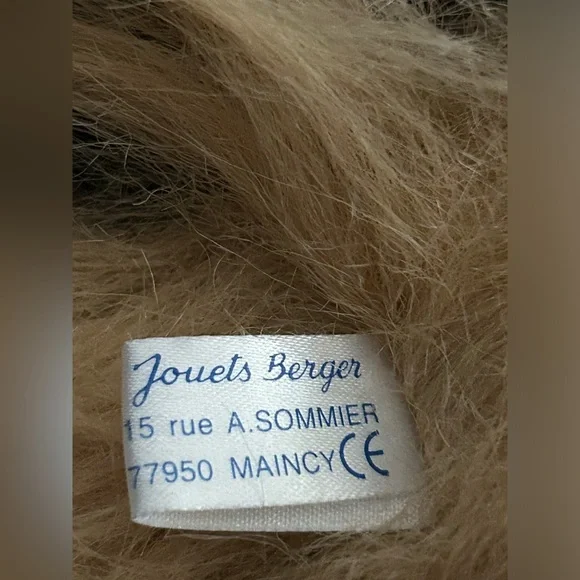 Jouets Berger
15 rue A.SOMMIER
77950 MAINCY CE